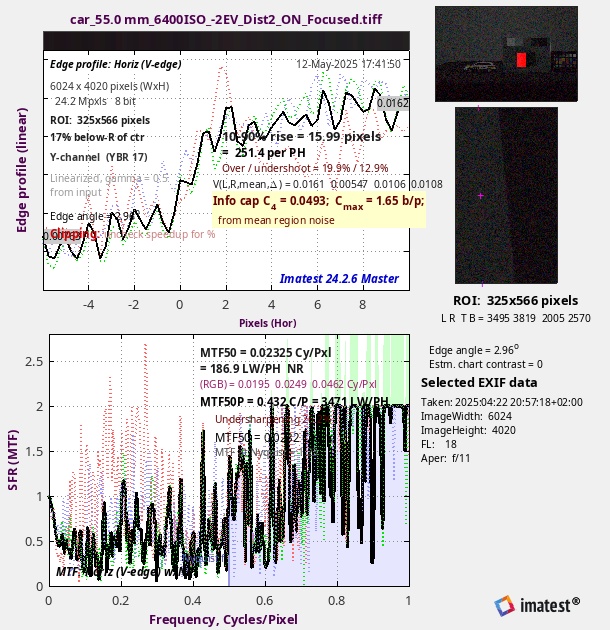 car_55.0 mm_6400ISO_-2EV_Dist2_ON_Focused.tiff
Edge profile: Horiz (V-edge)
12-May-2025 17:41:50
6024 x 4020 pixels (WxH)
24.2 Mpxls 8 bit
0.0162
ROI: 325x566 pixels
17% below-R of ctr
10-90% rise = 15.99 pixels
= 251.4 per PH
Y-channel (YBR 17)
Over / undershoot = 19.9% / 12.9%
Linearized, gamma = 0.5
from input
V(L,R,mean,Δ) = 0.0161 0.00547 0.0106 0.0108
Info cap C4 = 0.0493; Cmax = 1.65 b/p;
from mean region noise
Edge angle = 2.96°
Clipping: Uncheck speedup for %
Imatest 24.2.6 Master
Edge profile (linear)
-4 -2 0 2 4 6 8
Pixels (Hor)
ROI: 325x566 pixels
L R T B = 3495 3819 2005 2570
Edge angle = 2.96°
Estm. chart contrast = 0
Selected EXIF data
Taken: 2025:04:22 20:57:18+02:00
ImageWidth: 6024
ImageHeight: 4020
FL: 18
Aper: f/11
MTF50 = 0.02325 Cy/Pxl
= 186.9 LW/PH NR
(RGB) = 0.0195 0.0249 0.0462 Cy/Pxl
MTF50P = 0.432 C/P = 3471 LW/PH
Undersharpening
MTF50
MTF
SFR (MTF)
2.5
2
1.5
1
0.5
0
0 0.2 0.4 0.6 0.8 1
Frequency, Cycles/Pixel
imatest®